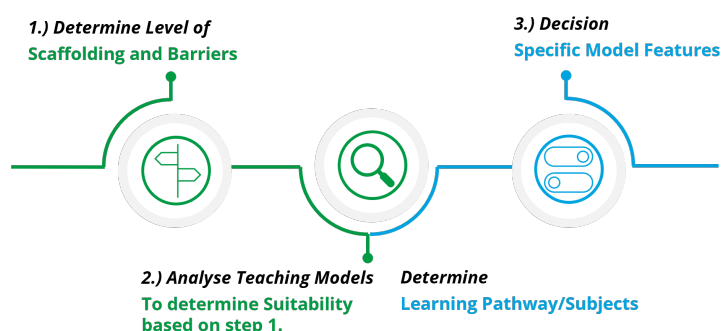 1.) Determine Level of
Scaffolding and Barriers
2.) Analyse Teaching Models
To determine Suitability
based on step 1.
Determine
Learning Pathway/Subjects
3.) Decision
Specific Model Features